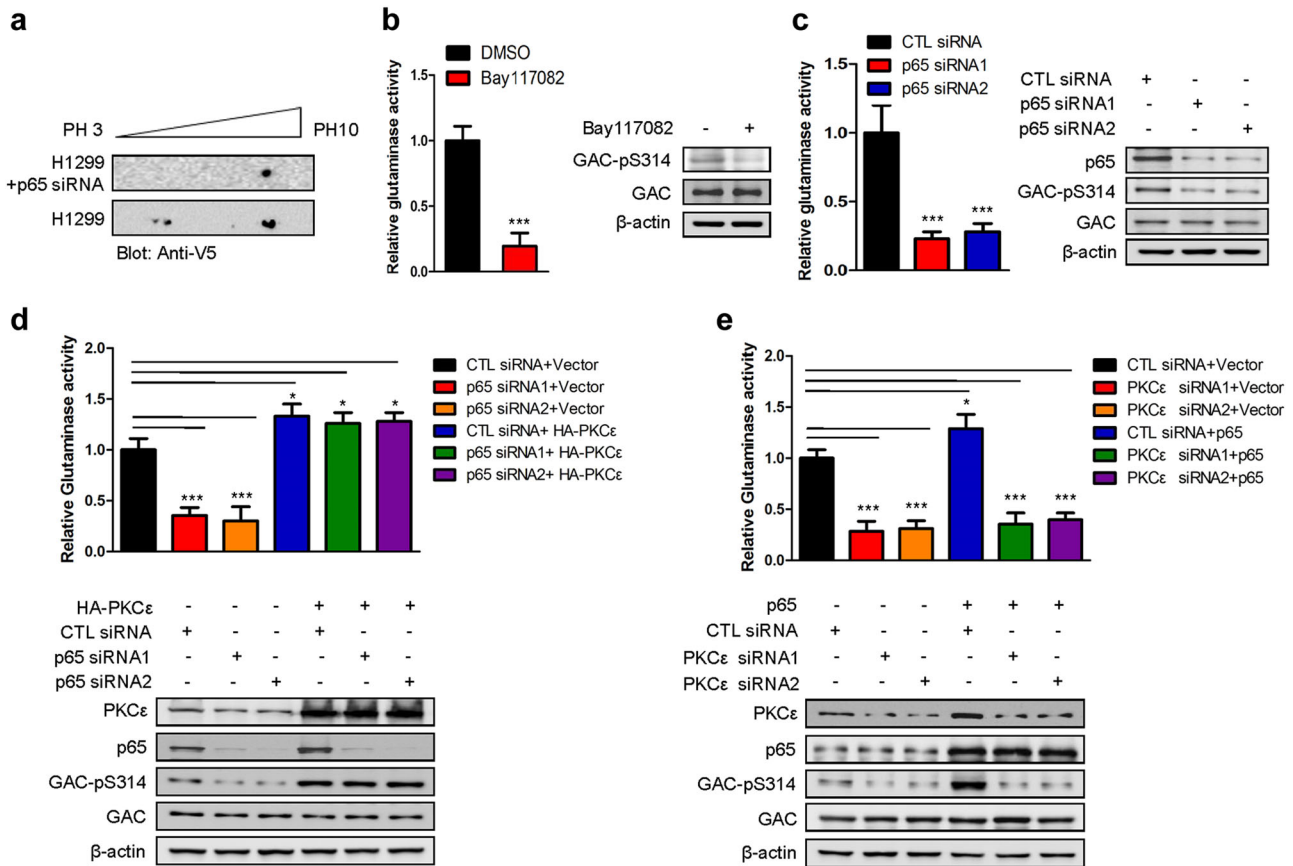 a
PH 3
PH10
H1299
+p65 siRNA
H1299
Blot: Anti-V5
b
Relative glutaminase activity
1.5
1.0
0.5
0.0
DMSO
Bay117082
***
Bay117082 - +
GAC-pS314
GAC
β-actin
c
Relative glutaminase activity
1.5
1.0
0.5
0.0
CTL siRNA
p65 siRNA1
p65 siRNA2
*** ***
CTL siRNA +
p65 siRNA1 +
p65 siRNA2 +
p65
GAC-pS314
GAC
β-actin
d
Relative Glutaminase activity
2.0
1.5
1.0
0.5
0.0
*** *** * * *
CTL siRNA+Vector
p65 siRNA1+Vector
p65 siRNA2+Vector
CTL siRNA+ HA-PKCε
p65 siRNA1+ HA-PKCε
p65 siRNA2+ HA-PKCε
HA-PKCε - - - + + +
CTL siRNA + - - + - -
p65 siRNA1 - + - - + -
p65 siRNA2 - - + - - +
PKCε
p65
GAC-pS314
GAC
β-actin
e
Relative Glutaminase activity
2.0
1.5
1.0
0.5
0.0
*** *** * *** ***
CTL siRNA+Vector
PKCε siRNA1+Vector
PKCε siRNA2+Vector
CTL siRNA+p65
PKCε siRNA1+p65
PKCε siRNA2+p65
p65 - - - + + +
CTL siRNA + - - + - -
PKCε siRNA1 - + - - + -
PKCε siRNA2 - - + - - +
PKCε
p65
GAC-pS314
GAC
β-actin